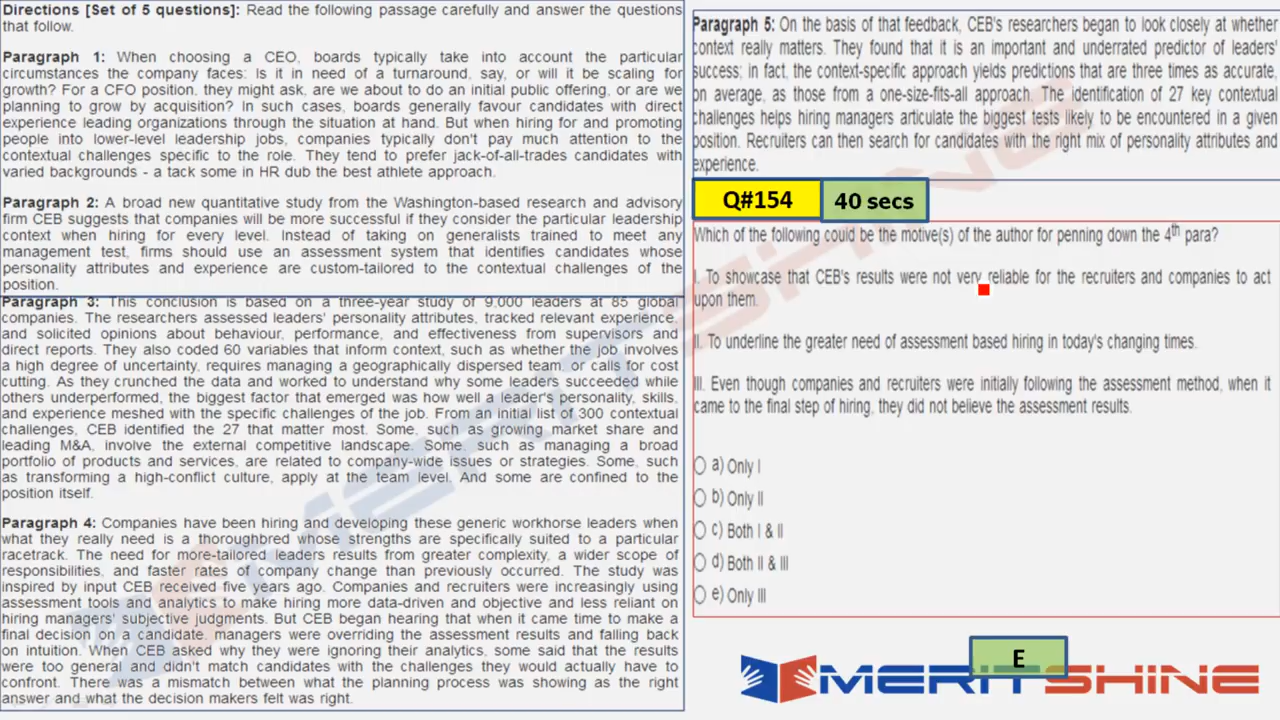 Directions [Set of 5 questions]: Read the following passage carefully and answer the questions
that follow.
Paragraph 1: When choosing a CEO, boards typically take into account the particular
circumstances the company faces: Is it in need of a turnaround, say, or will it be scaling for
growth? For a CFO position, they might ask, are we about to do an initial public offering, or are we
planning to grow by acquisition? In such cases, boards generally favour candidates with direct
experience leading organizations through the situation at hand. But when hiring for and promoting
people into lower-level leadership jobs, companies typically don't pay much attention to the
contextual challenges specific to the role. They tend to prefer jack-of-all-trades candidates with
varied backgrounds - a tack some in HR dub the best athlete approach.
Paragraph 2: A broad new quantitative study from the Washington-based research and advisory
firm CEB suggests that companies will be more successful if they consider the particular leadership
context when hiring for every level. Instead of taking on generalists trained to meet any
management test, firms should use an assessment system that identifies candidates whose
personality attributes and experience are custom-tailored to the contextual challenges of the
position.
Paragraph 3: This conclusion is based on a three-year study of 9,000 leaders at 85 global
companies. The researchers assessed leaders' personality attributes, tracked relevant experience,
and solicited opinions about behaviour, performance, and effectiveness from supervisors and
direct reports. They also coded 60 variables that inform context, such as whether the job involves
a high degree of uncertainty, requires managing a geographically dispersed team, or calls for cost
cutting. As they crunched the data and worked to understand why some leaders succeeded while
others underperformed, the biggest factor that emerged was how well a leader's personality, skills,
and experience meshed with the specific challenges of the job. From an initial list of 300 contextual
challenges, CEB identified the 27 that matter most. Some, such as growing market share and
leading M&A, involve the external competitive landscape. Some, such as managing a broad
portfolio of products and services, are related to company-wide issues or strategies. Some, such
as transforming a high-conflict culture, apply at the team level. And some are confined to the
position itself.
Paragraph 4: Companies have been hiring and developing these generic workhorse leaders when
what they really need is a thoroughbred whose strengths are specifically suited to a particular
racetrack. The need for more-tailored leaders results from greater complexity, a wider scope of
responsibilities, and faster rates of company change than previously occurred. The study was
inspired by input CEB received five years ago. Companies and recruiters were increasingly using
assessment tools and analytics to make hiring more data-driven and objective and less reliant on
hiring managers' subjective judgments. But CEB began hearing that when it came time to make a
final decision on a candidate, managers were overriding the assessment results and falling back
on intuition. When CEB asked why they were ignoring their analytics, some said that the results
were too general and didn't match candidates with the challenges they would actually have to
confront. There was a mismatch between what the planning process was showing as the right
answer and what the decision makers felt was right.
Paragraph 5: On the basis of that feedback, CEB's researchers began to look closely at whether
context really matters. They found that it is an important and underrated predictor of leaders'
success; in fact, the context-specific approach yields predictions that are three times as accurate,
on average, as those from a one-size-fits-all approach. The identification of 27 key contextual
challenges helps hiring managers articulate the biggest tests likely to be encountered in a given
position. Recruiters can then search for candidates with the right mix of personality attributes and
experience.
Q#154
40 secs
Which of the following could be the motive(s) of the author for penning down the 4th para?
I. To showcase that CEB's results were not very reliable for the recruiters and companies to act
upon them.
II. To underline the greater need of assessment based hiring in today's changing times.
III. Even though companies and recruiters were initially following the assessment method, when it
came to the final step of hiring, they did not believe the assessment results.
a) Only I
b) Only II
c) Both I & II
d) Both II & III
e) Only III
E
MERITSHINE